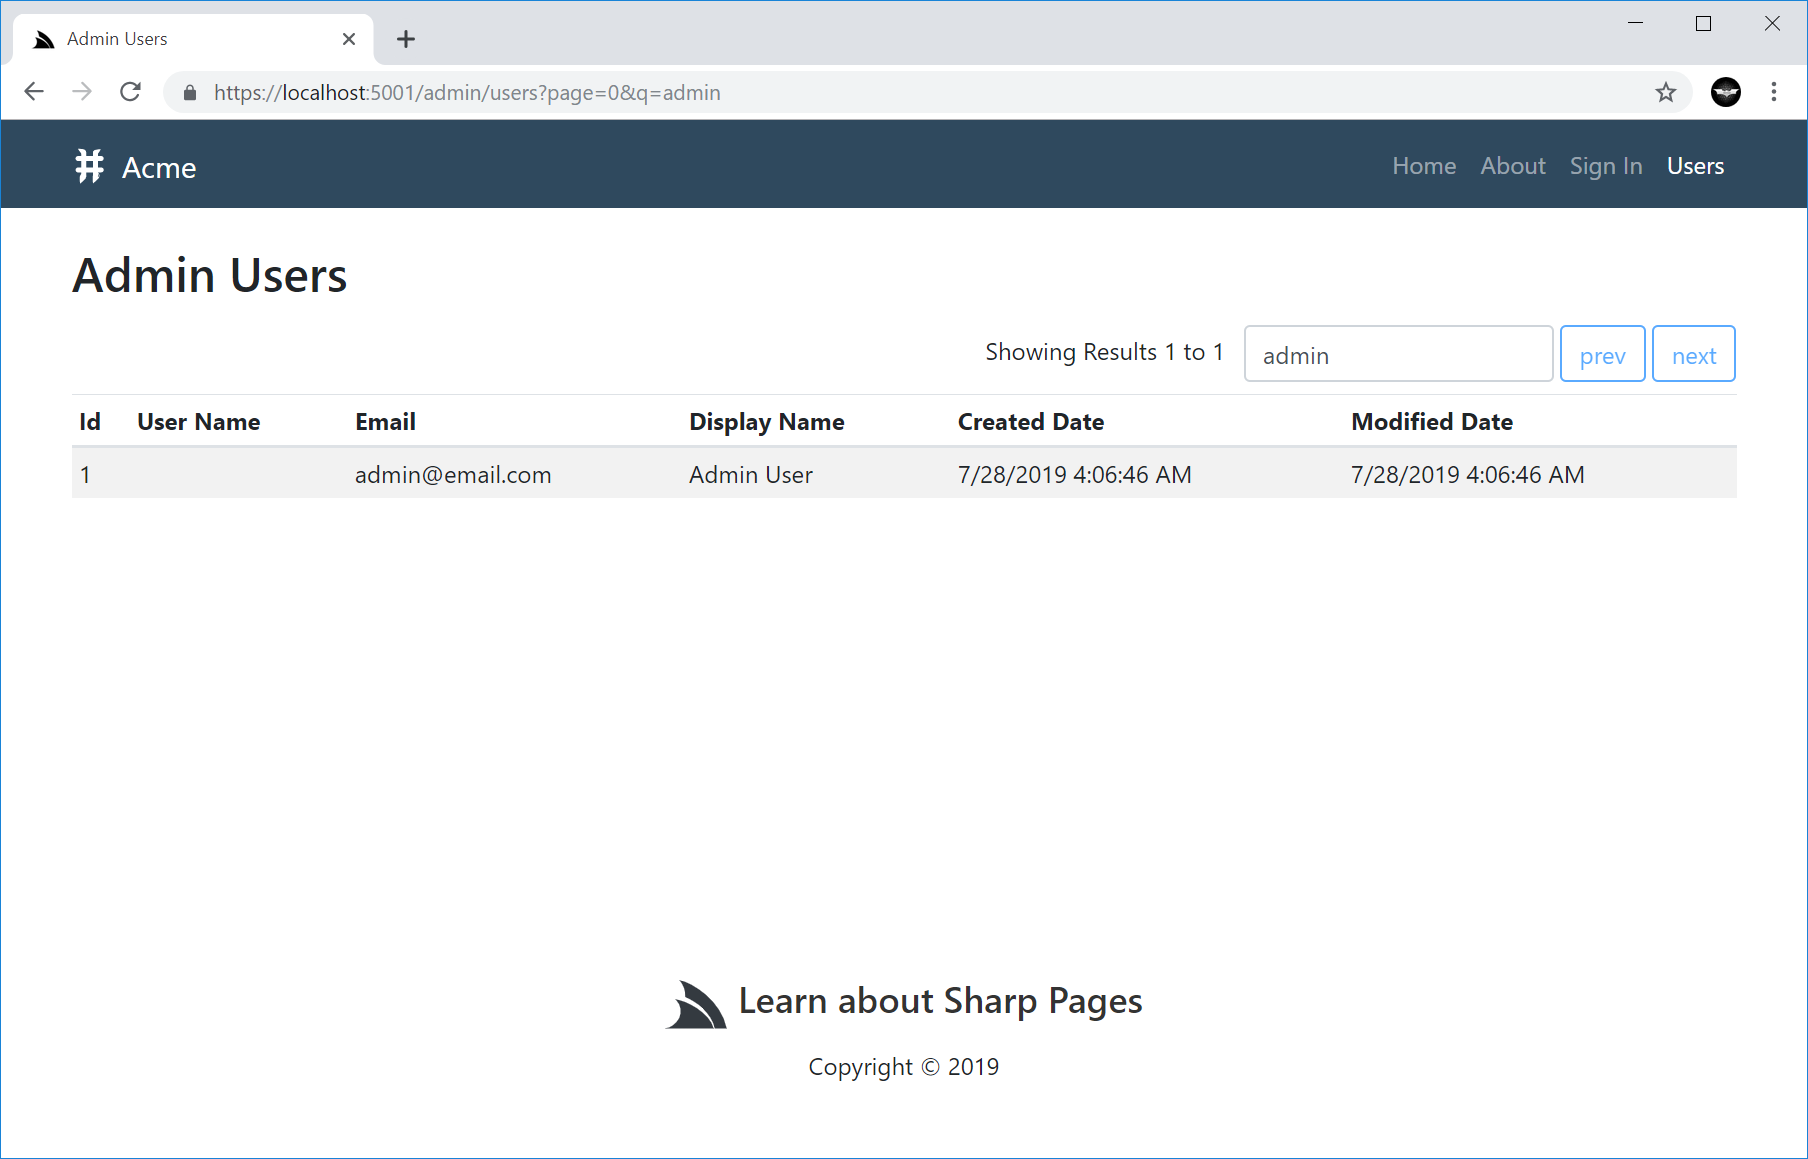 Admin Users
https://localhost:5001/admin/users?page=0&q=admin
Acme Home About Sign In Users
Admin Users
Showing Results 1 to 1 admin prev next
Id User Name Email Display Name Created Date Modified Date
1 admin@email.com Admin User 7/28/2019 4:06:46 AM 7/28/2019 4:06:46 AM
Learn about Sharp Pages
Copyright © 2019